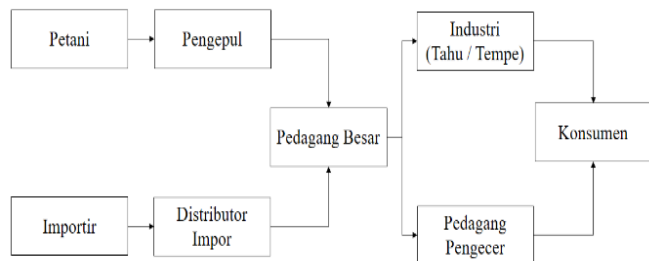 Petani
Pengepul
Industri
(Tahu / Tempe)
Pedagang Besar
Konsumen
Importir
Distributor
Impor
Pedagang
Pengecer